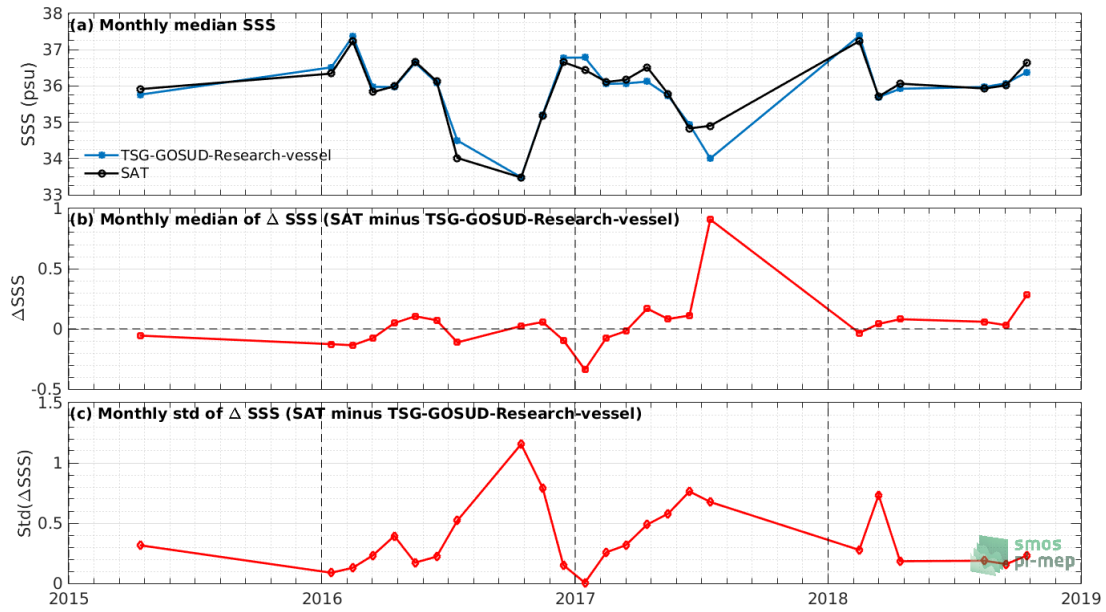 (a) Monthly median SSS
38
37
36
35
34
33
SSS (psu)
TSG-GOSUD-Research-vessel
SAT
(b) Monthly median of Δ SSS (SAT minus TSG-GOSUD-Research-vessel)
1
0.5
0
-0.5
ΔSSS
(c) Monthly std of Δ SSS (SAT minus TSG-GOSUD-Research-vessel)
1.5
1
0.5
0
Std(ΔSSS)
smos
pi-mep
2015
2016
2017
2018
2019